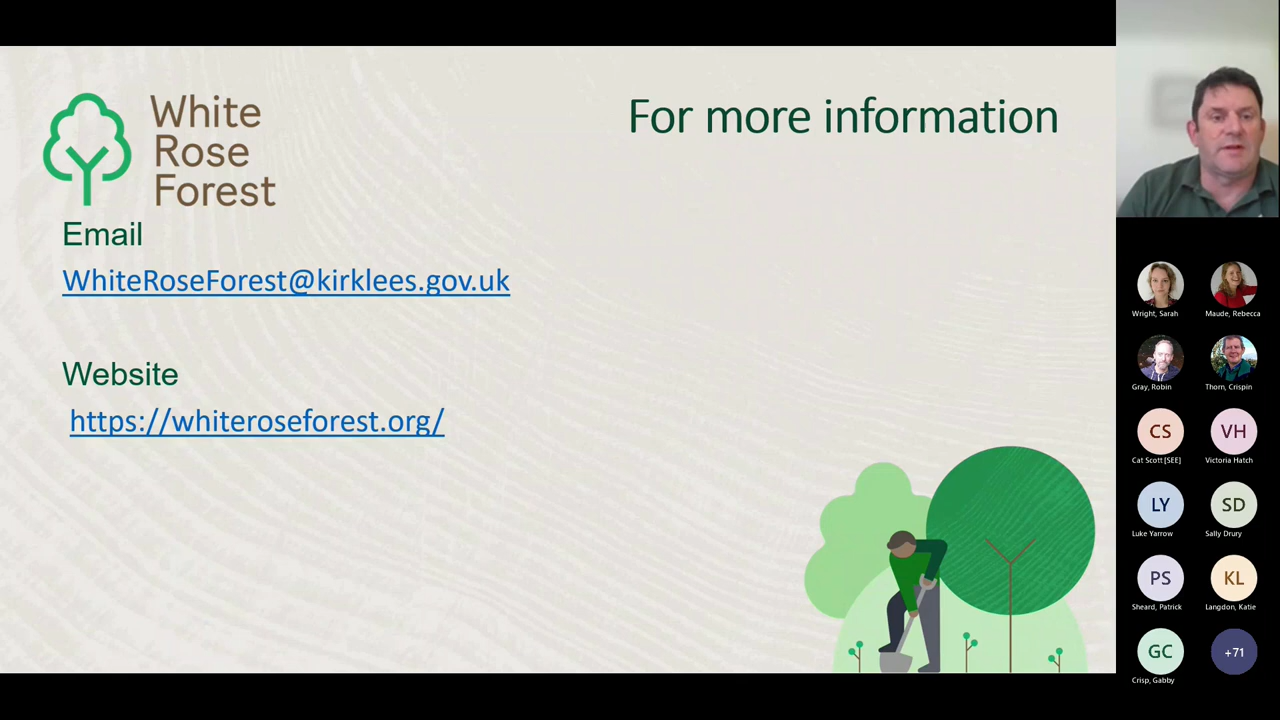 White
Rose
Forest
For more information
Email
WhiteRoseForest@kirklees.gov.uk
Website
https://whiteroseforest.org/
Wright, Sarah
Maude, Rebecca
Gray, Robin
Thorn, Crispin
CS
VH
Cat Scott [SEE]
Victoria Hatch
LY
SD
Luke Yarrow
Sally Drury
PS
KL
Sheard, Patrick
Langdon, Katie
GC
+71
Crisp, Gabby